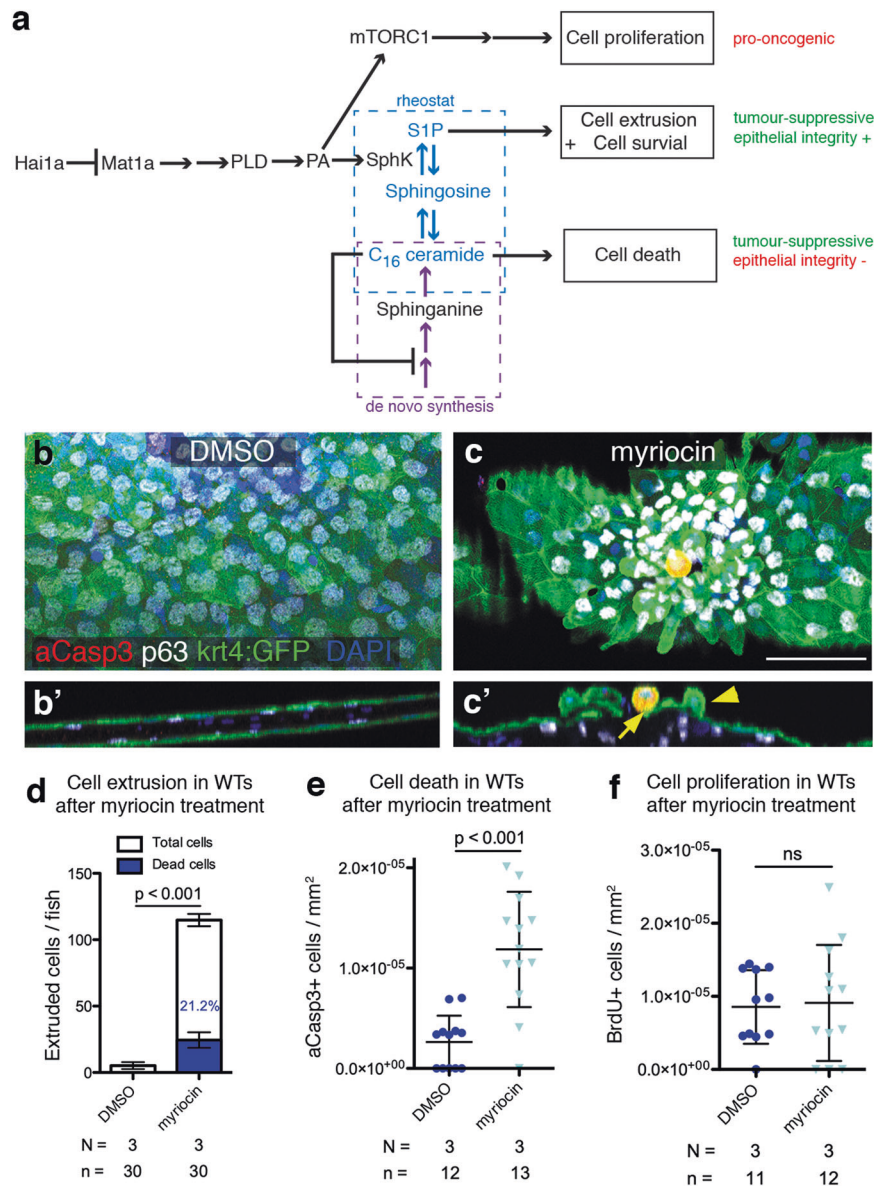 a
mTORC1
Cell proliferation
pro-oncogenic
rheostat
S1P
Cell extrusion
+ Cell survial
tumour-suppressive
epithelial integrity +
Hai1a
Mat1a
PLD
PA
SphK
Sphingosine
C16 ceramide
Cell death
tumour-suppressive
epithelial integrity -
Sphinganine
de novo synthesis
b
DMSO
aCasp3 p63 krt4:GFP DAPI
c
myriocin
b'
c'
d
Cell extrusion in WTs
after myriocin treatment
Total cells
Dead cells
p < 0.001
150
100
50
0
21.2%
Extruded cells / fish
DMSO
myriocin
N = 3 3
n = 30 30
e
Cell death in WTs
after myriocin treatment
p < 0.001
2.0×10-05
1.0×10-05
0.0×10+00
aCasp3+ cells / mm2
DMSO
myriocin
N = 3 3
n = 12 13
f
Cell proliferation in WTs
after myriocin treatment
ns
3.0×10-05
2.0×10-05
1.0×10-05
0.0×10+00
BrdU+ cells / mm2
DMSO
myriocin
N = 3 3
n = 11 12